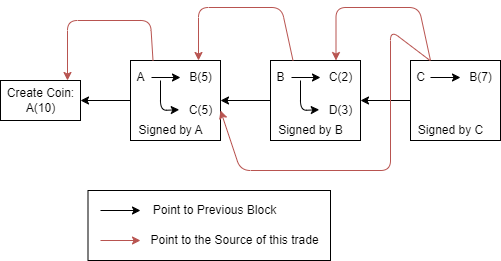 Create Coin:
A(10)
A B(5)
C(5)
Signed by A
B C(2)
D(3)
Signed by B
C B(7)
Signed by C
Point to Previous Block
Point to the Source of this trade